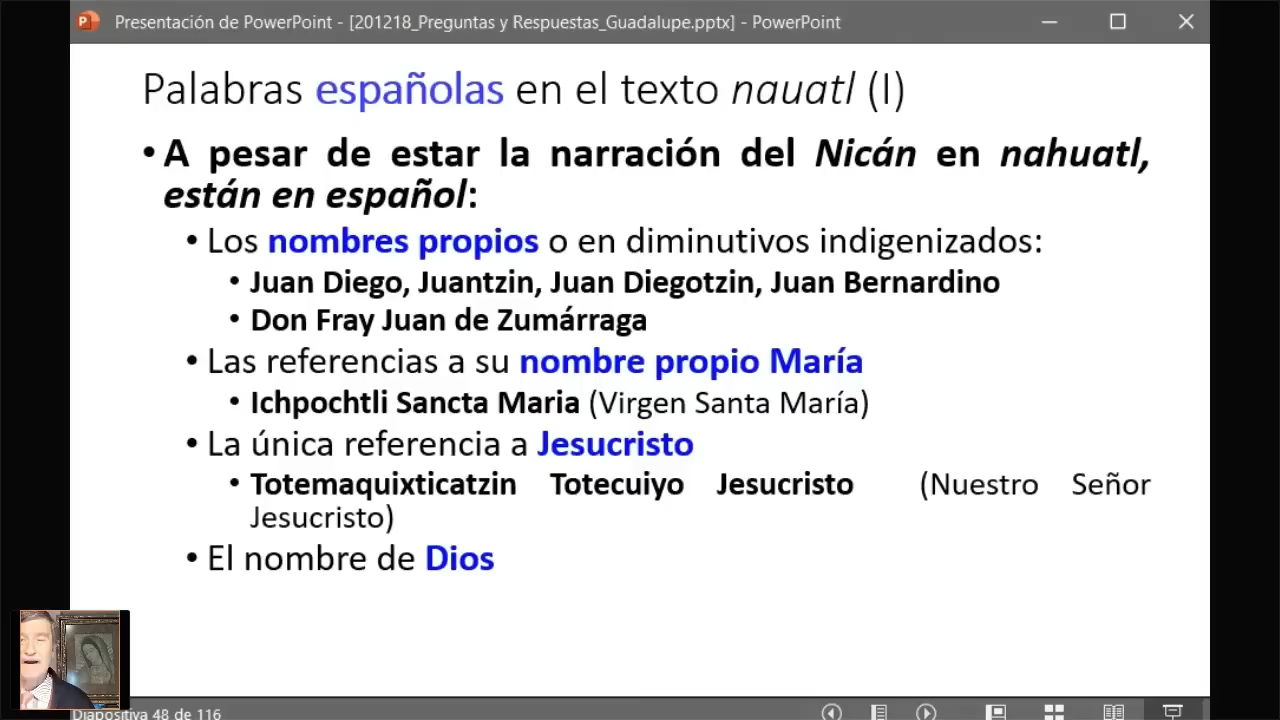 Presentación de PowerPoint - [201218_Preguntas y Respuestas_Guadalupe.pptx] - PowerPoint
Palabras españolas en el texto nauatl (I)
• A pesar de estar la narración del Nicán en nahuatl,
están en español:
• Los nombres propios o en diminutivos indigenizados:
• Juan Diego, Juantzin, Juan Diegotzin, Juan Bernardino
• Don Fray Juan de Zumárraga
• Las referencias a su nombre propio María
• Ichpochtli Sancta Maria (Virgen Santa María)
• La única referencia a Jesucristo
• Totemaquixticatzin Totecuiyo Jesucristo (Nuestro Señor
Jesucristo)
• El nombre de Dios
Diapositiva 48 de 116